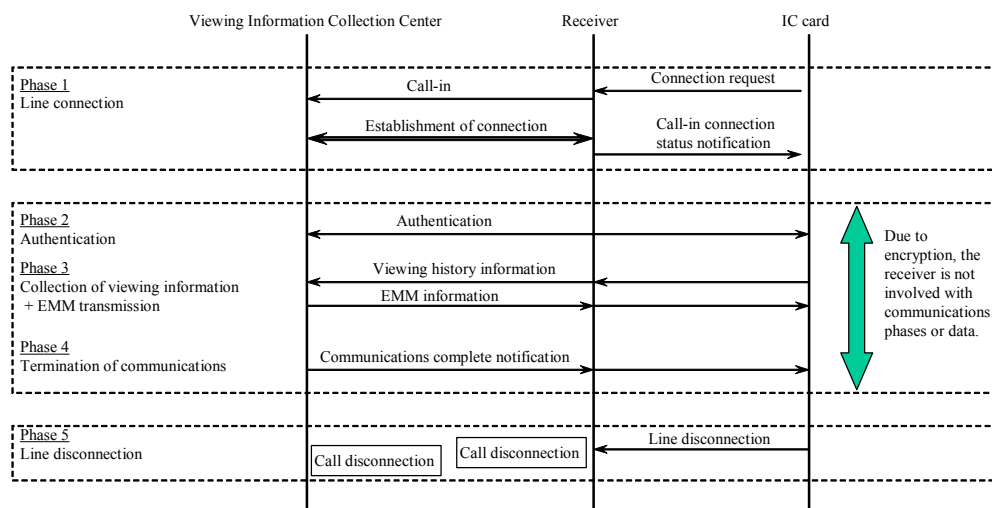 Viewing Information Collection Center
Receiver
IC card
Phase 1
Line connection
Connection request
Call-in
Establishment of connection
Call-in connection
status notification
Phase 2
Authentication
Authentication
Phase 3
Collection of viewing information
+ EMM transmission
Viewing history information
EMM information
Phase 4
Termination of communications
Communications complete notification
Due to
encryption, the
receiver is not
involved with
communications
phases or data.
Phase 5
Line disconnection
Line disconnection
Call disconnection
Call disconnection